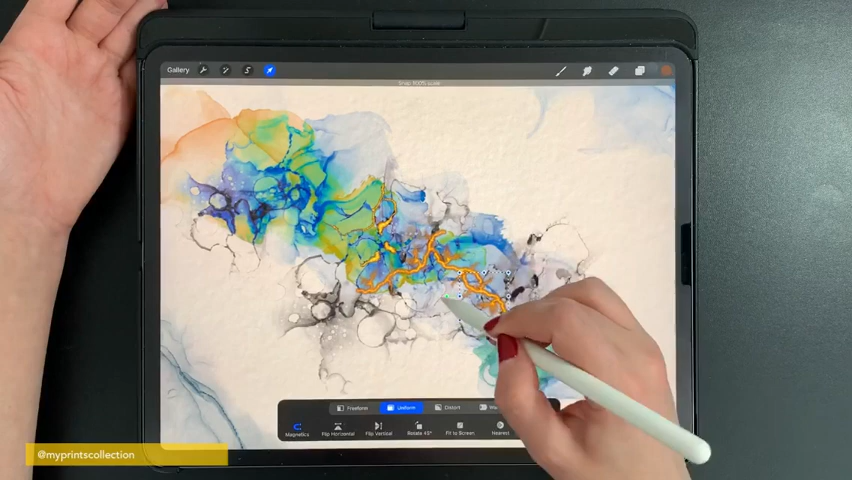 Gallery
Snap 100% scale
Freeform Uniform Distort
Magnetics Flip Horizontal Flip Vertical Rotate 45° Fit to Screen Nearest
@myprintscollection